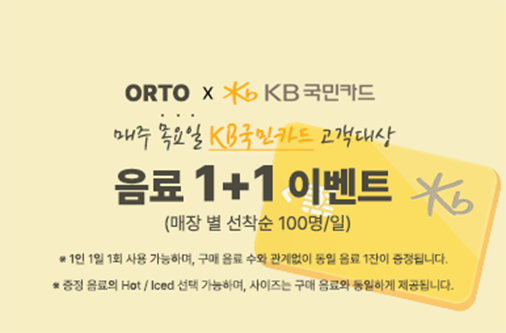 ORTO x Kb KB국민카드
매주 목요일 KB국민카드 고객대상
음료 1+1 이벤트
(매장 별 선착순 100명/일)
※ 1인 1일 1회 사용 가능하며, 구매 음료 수와 관계없이 동일 음료 1잔이 증정됩니다.
※ 증정 음료의 Hot / Iced 선택 가능하며, 사이즈는 구매 음료와 동일하게 제공됩니다.
Kb